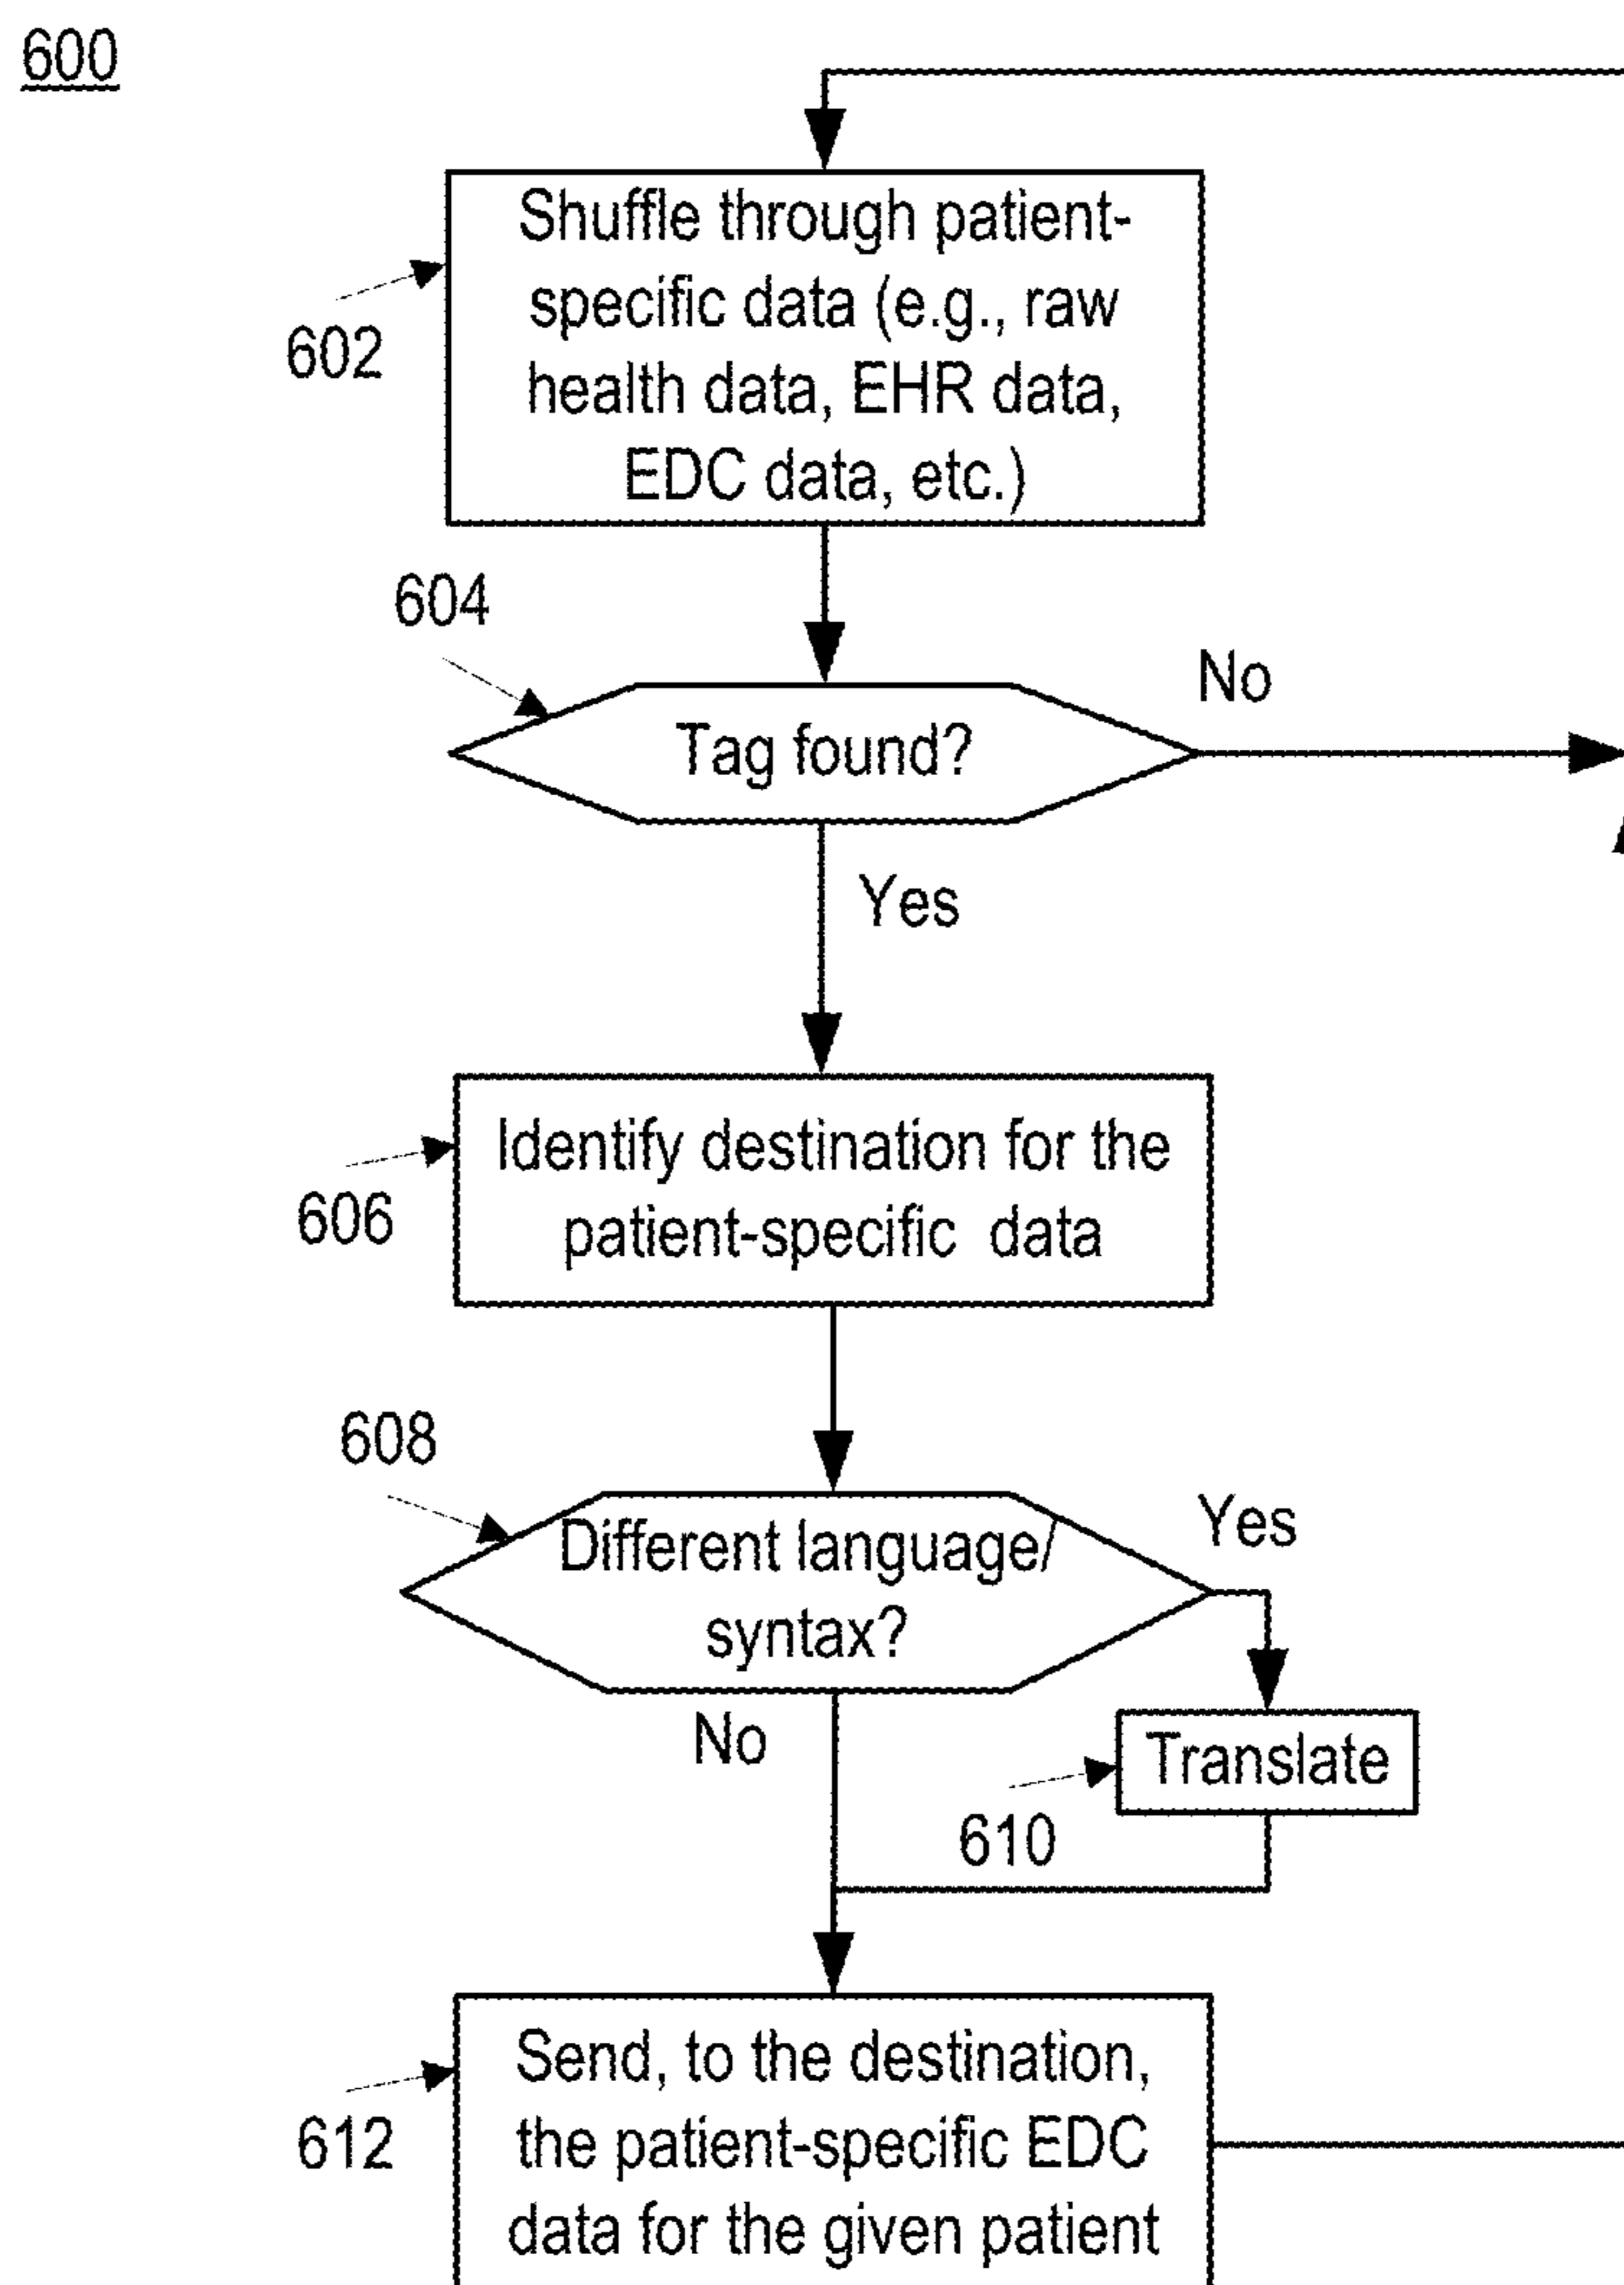 600
Shuffle through patient-
specific data (e.g., raw
health data, EHR data,
EDC data, etc.)
602
604
No
Tag found?
Yes
Identify destination for the
patient-specific data
606
608
Yes
Different language/
syntax?
No
Translate
610
Send, to the destination,
the patient-specific EDC
data for the given patient
612